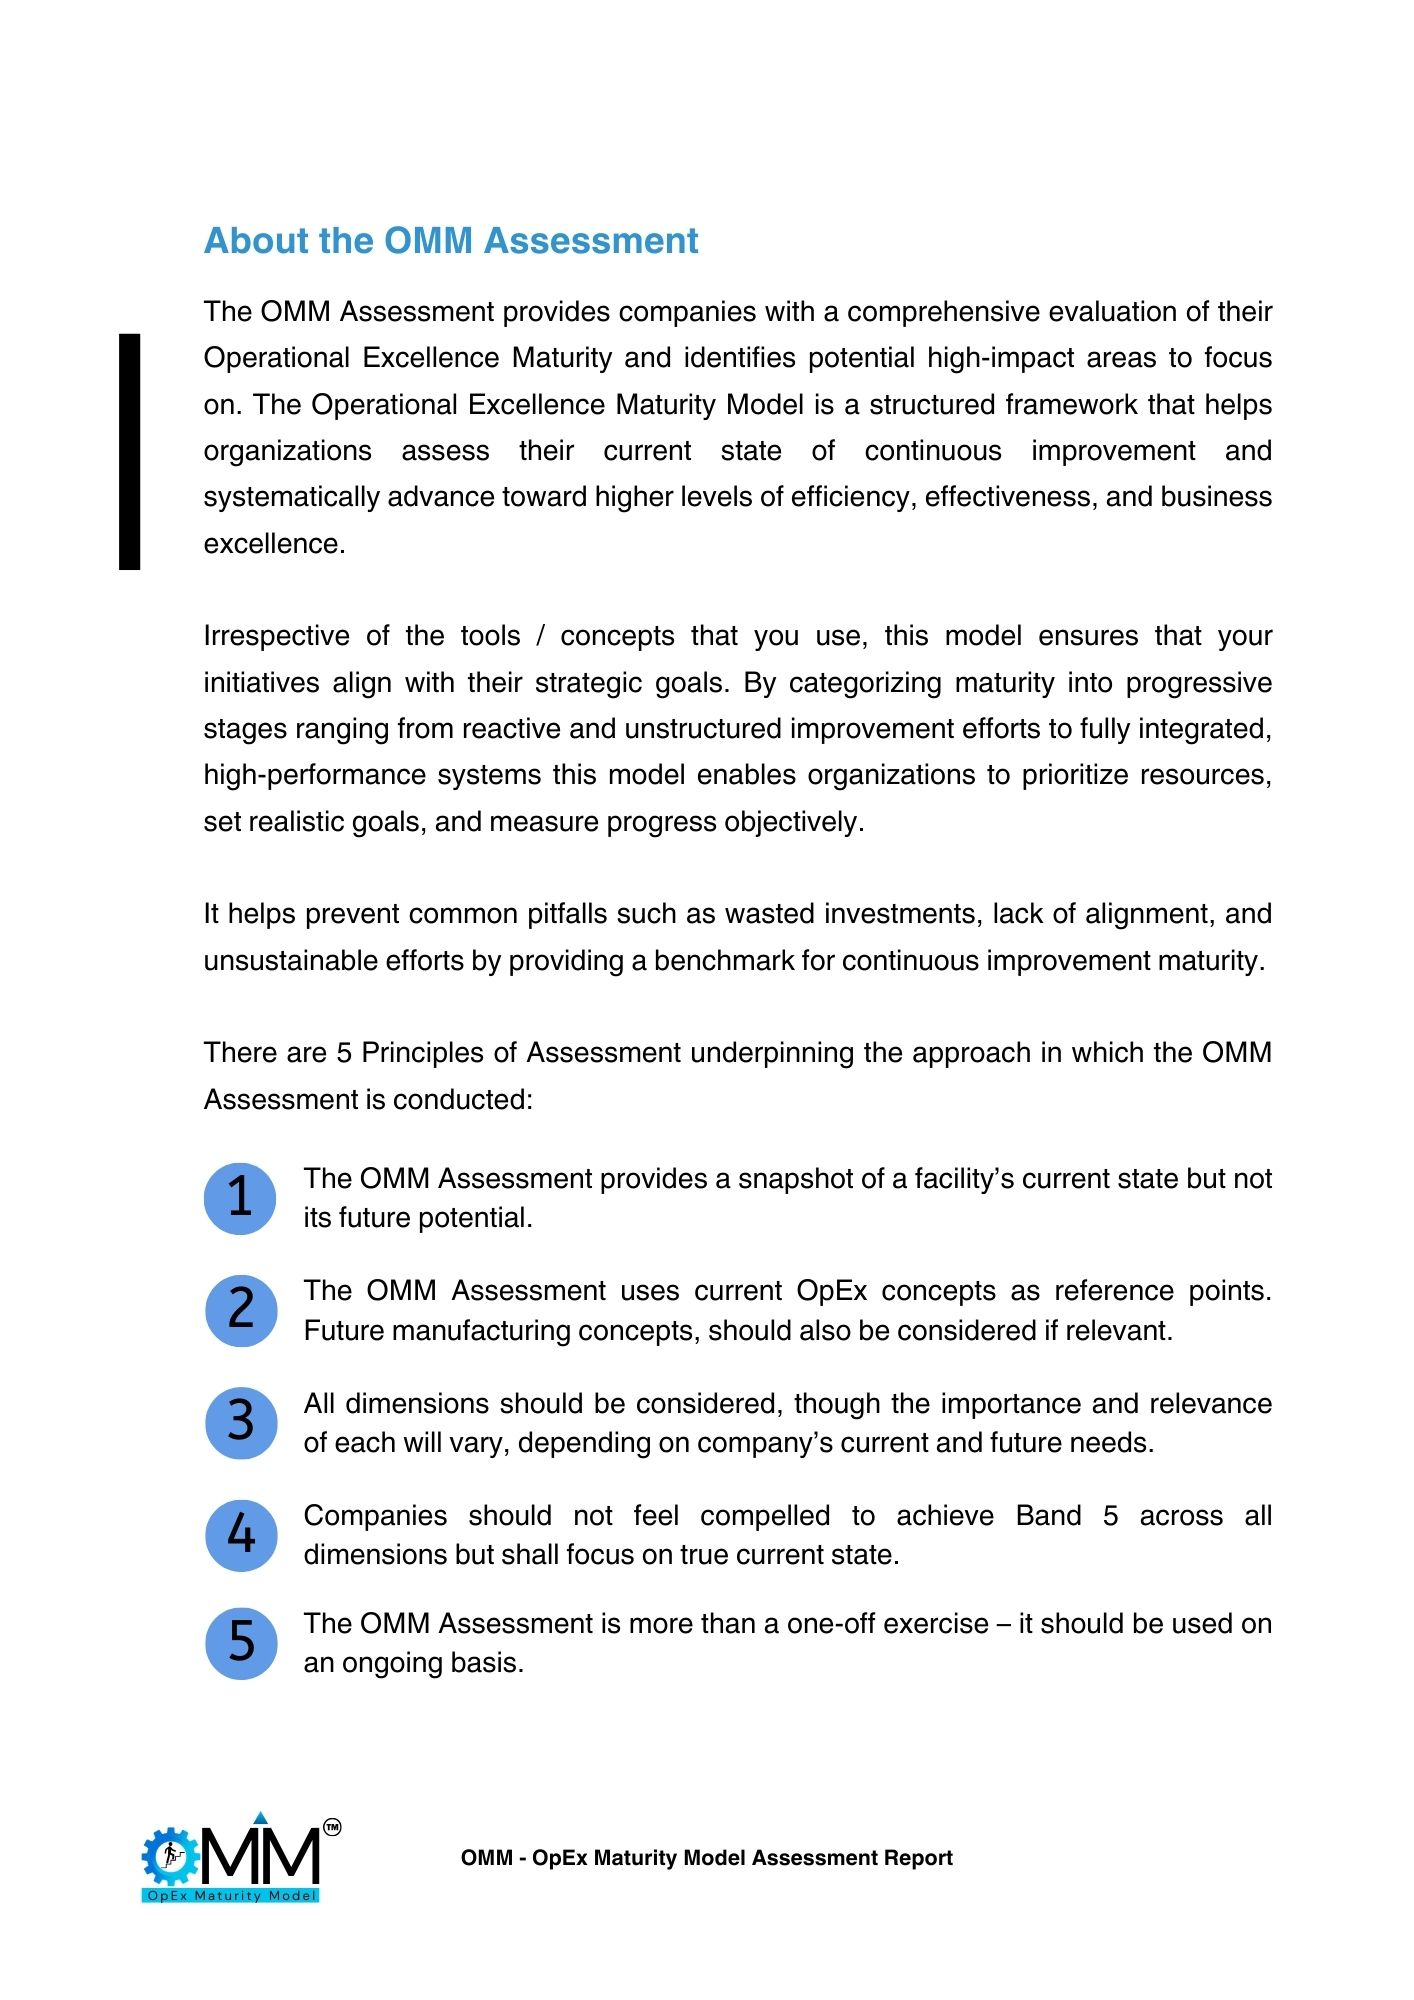 About the OMM Assessment
The OMM Assessment provides companies with a comprehensive evaluation of their
Operational Excellence Maturity and identifies potential high-impact areas to focus
on. The Operational Excellence Maturity Model is a structured framework that helps
organizations assess their current state of continuous improvement and
systematically advance toward higher levels of efficiency, effectiveness, and business
excellence.
Irrespective of the tools / concepts that you use, this model ensures that your
initiatives align with their strategic goals. By categorizing maturity into progressive
stages ranging from reactive and unstructured improvement efforts to fully integrated,
high-performance systems this model enables organizations to prioritize resources,
set realistic goals, and measure progress objectively.
It helps prevent common pitfalls such as wasted investments, lack of alignment, and
unsustainable efforts by providing a benchmark for continuous improvement maturity.
There are 5 Principles of Assessment underpinning the approach in which the OMM
Assessment is conducted:
1 The OMM Assessment provides a snapshot of a facility’s current state but not
its future potential.
2 The OMM Assessment uses current OpEx concepts as reference points.
Future manufacturing concepts, should also be considered if relevant.
3 All dimensions should be considered, though the importance and relevance
of each will vary, depending on company’s current and future needs.
4 Companies should not feel compelled to achieve Band 5 across all
dimensions but shall focus on true current state.
5 The OMM Assessment is more than a one-off exercise – it should be used on
an ongoing basis.
OMM TM
OpEx Maturity Model
OMM - OpEx Maturity Model Assessment Report